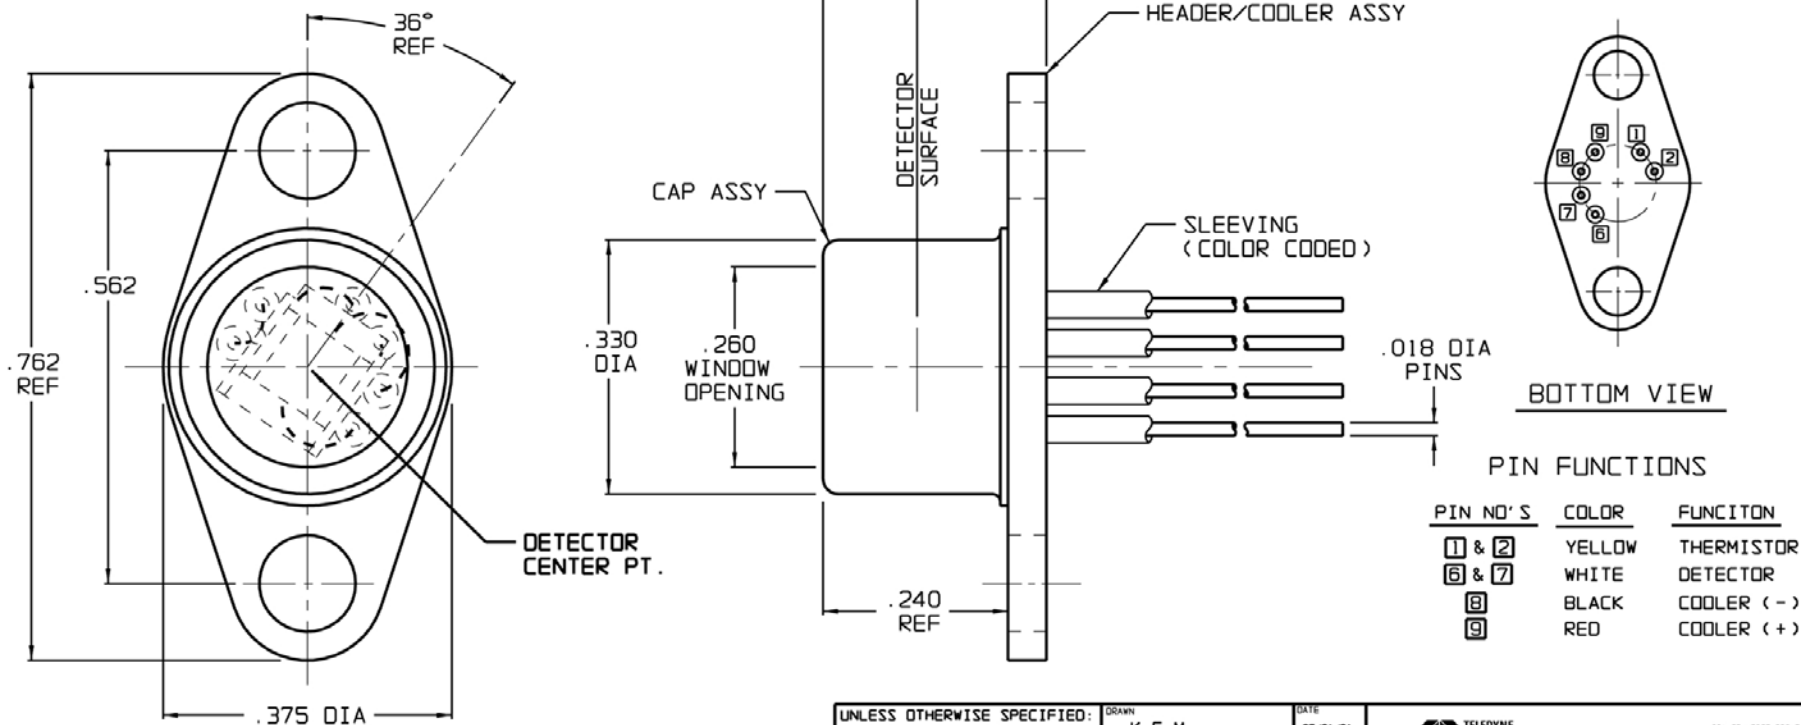 36°
REF
HEADER/COOLER ASSY
DETECTOR
SURFACE
CAP ASSY
SLEEVING
(COLOR CODED)
.562
.762
REF
.330
DIA
.260
WINDOW
OPENING
.018 DIA
PINS
DETECTOR
CENTER PT.
.240
REF
.375 DIA
9
1
8
2
7
6
BOTTOM VIEW
PIN FUNCTIONS
PIN NO'S COLOR FUNCITON
1 & 2 YELLOW THERMISTOR
6 & 7 WHITE DETECTOR
8 BLACK COOLER (-)
9 RED COOLER (+)
UNLESS OTHERWISE SPECIFIED:
DRAWN
DATE
TELEDYNE